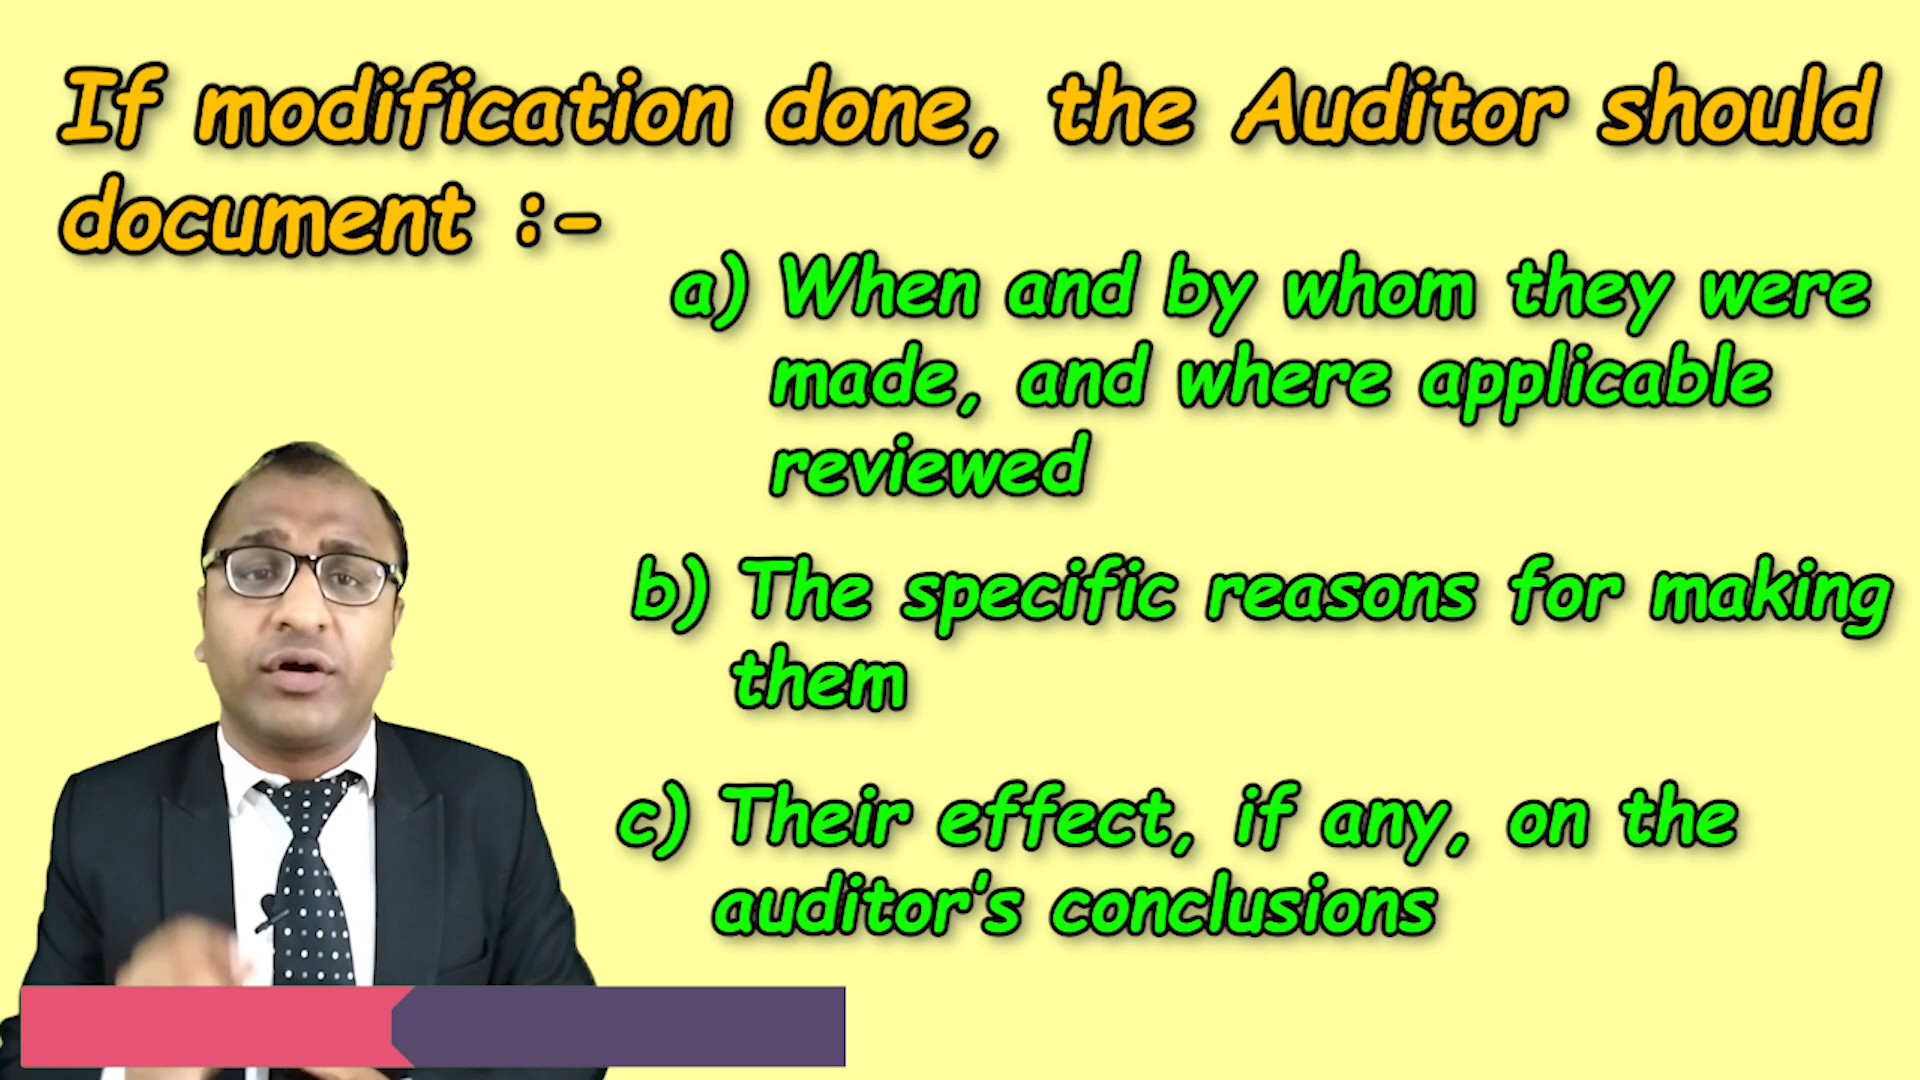 If modification done, the Auditor should
document :-
a) When and by whom they were
made, and where applicable
reviewed
b) The specific reasons for making
them
c) Their effect, if any, on the
auditor's conclusions